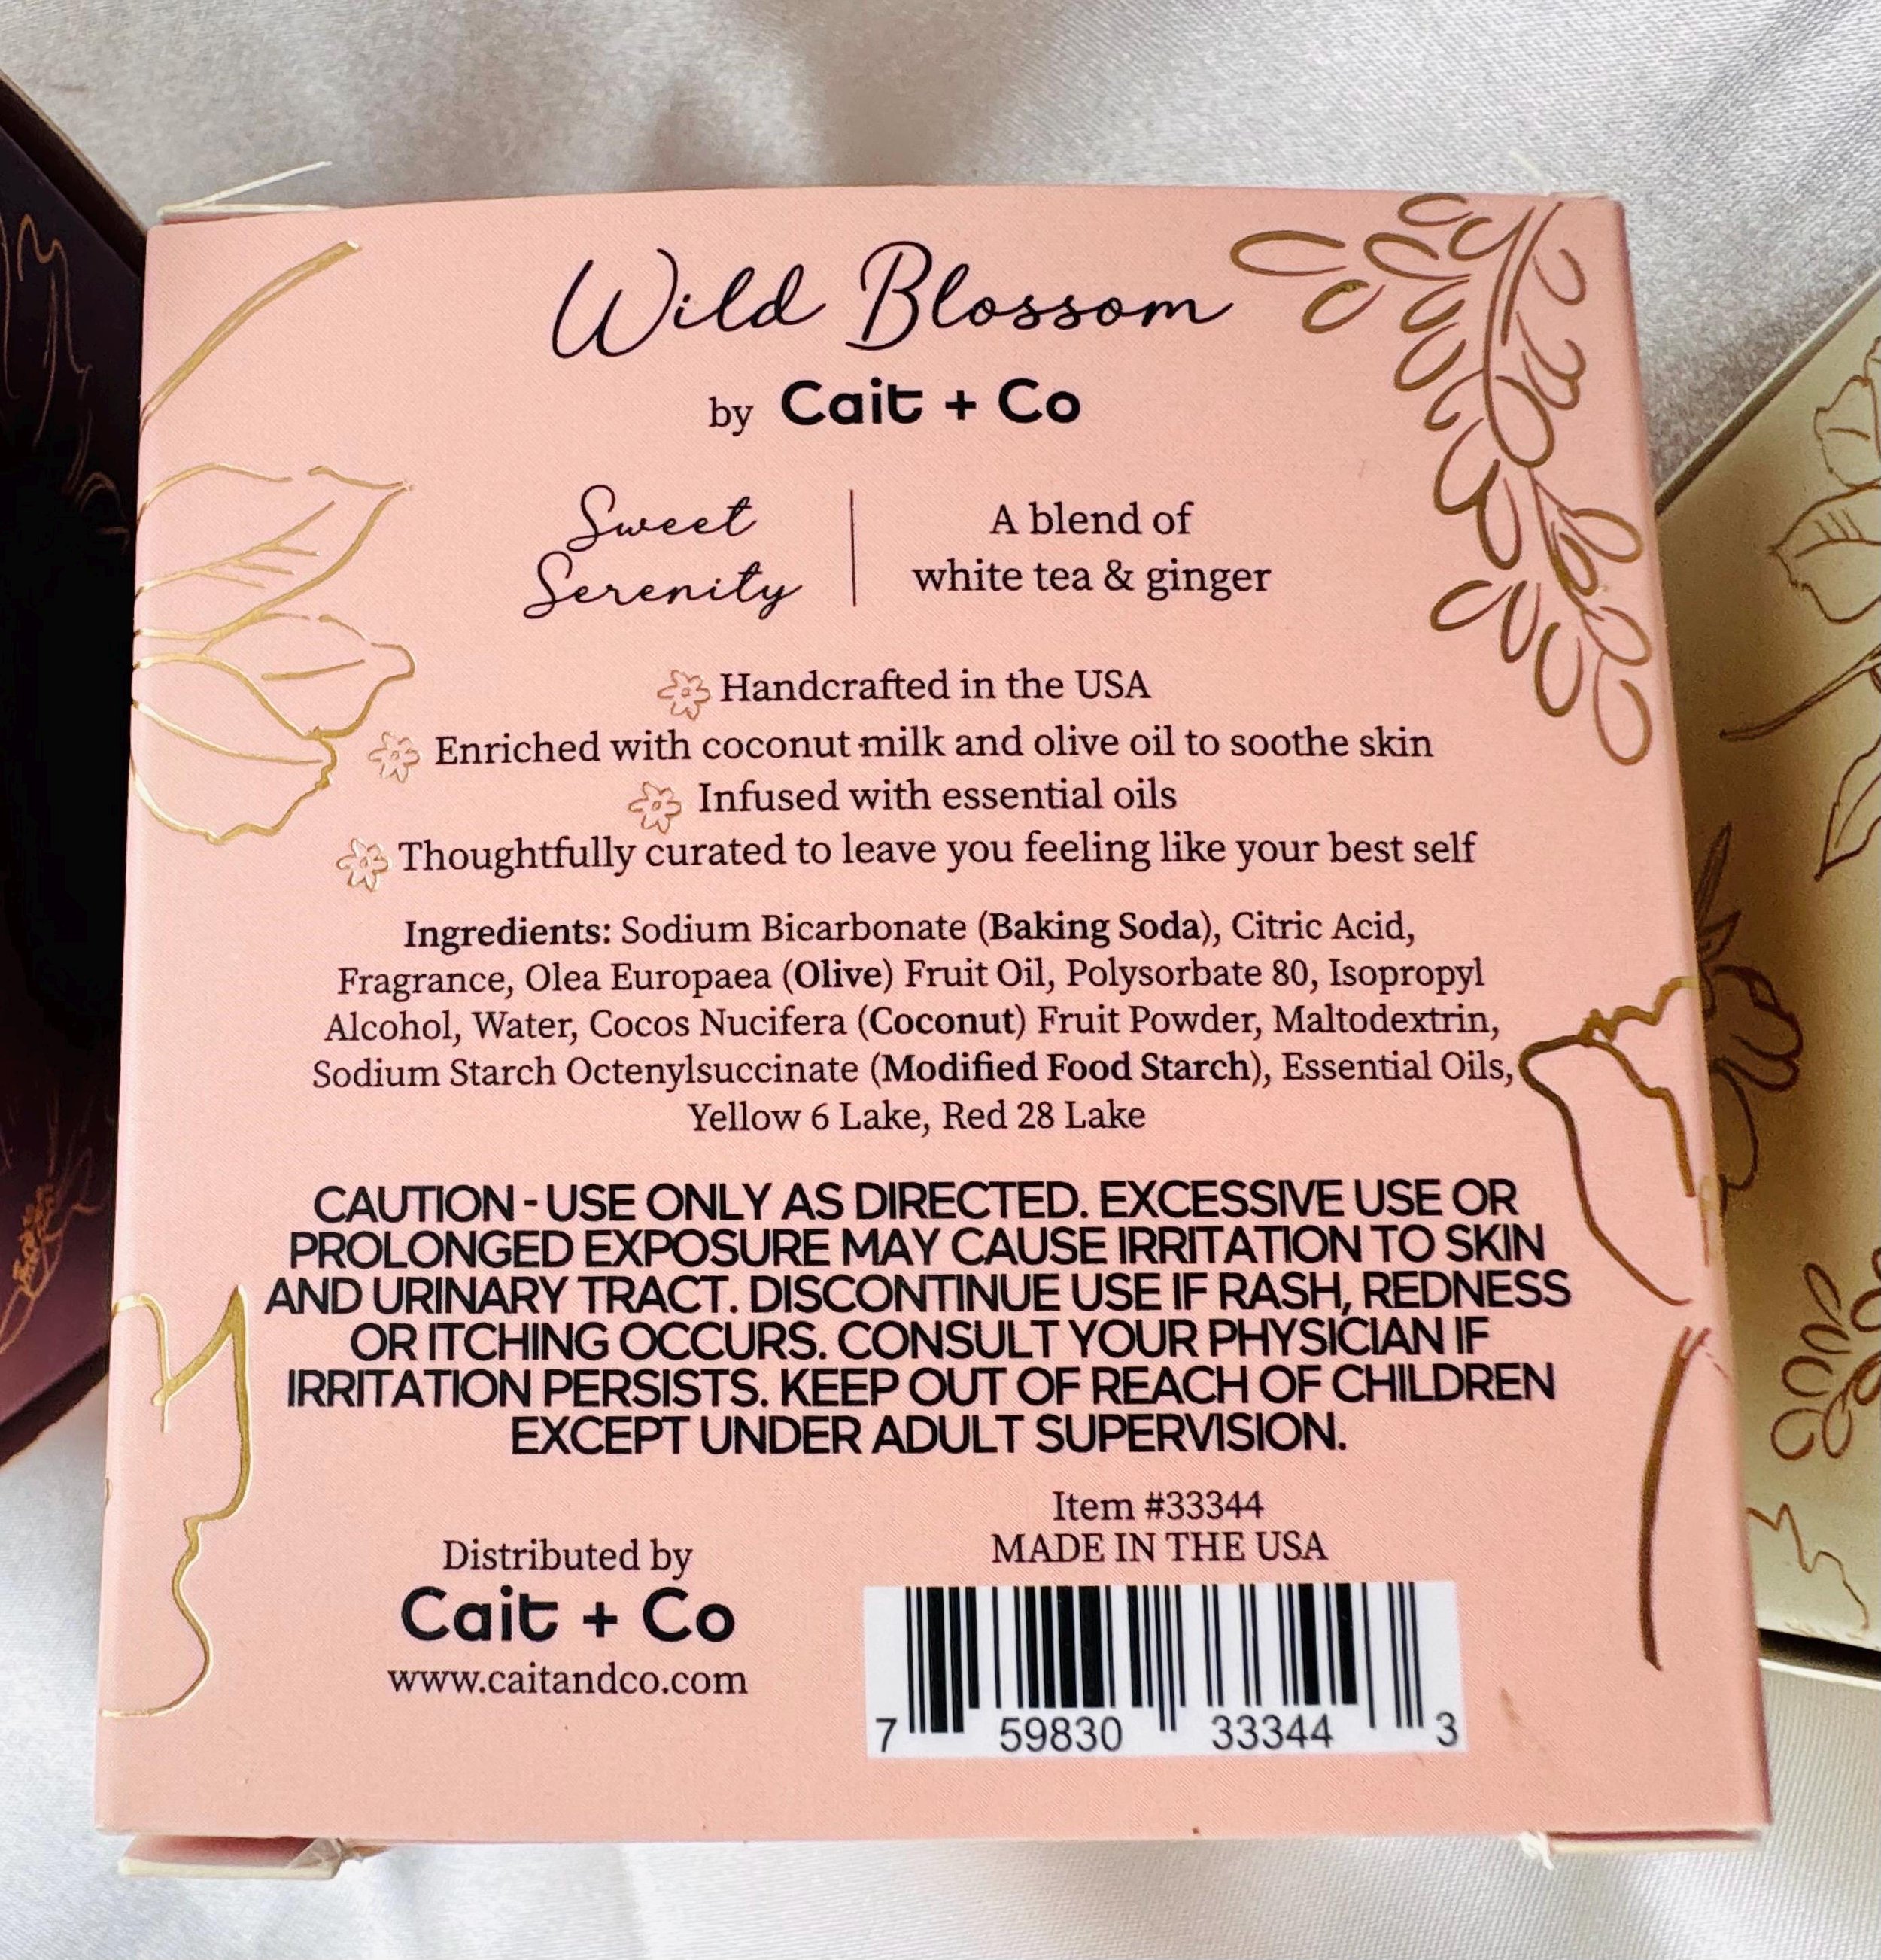 Wild Blossom
by Cait + Co
Sweet
Serenity
A blend of
white tea & ginger
Handcrafted in the USA
Enriched with coconut milk and olive oil to soothe skin
Infused with essential oils
Thoughtfully curated to leave you feeling like your best self
Ingredients: Sodium Bicarbonate (Baking Soda), Citric Acid,
Fragrance, Olea Europaea (Olive) Fruit Oil, Polysorbate 80, Isopropyl
Alcohol, Water, Cocos Nucifera (Coconut) Fruit Powder, Maltodextrin,
Sodium Starch Octenylsuccinate (Modified Food Starch), Essential Oils,
Yellow 6 Lake, Red 28 Lake
CAUTION - USE ONLY AS DIRECTED. EXCESSIVE USE OR
PROLONGED EXPOSURE MAY CAUSE IRRITATION TO SKIN
AND URINARY TRACT. DISCONTINUE USE IF RASH, REDNESS
OR ITCHING OCCURS. CONSULT YOUR PHYSICIAN IF
IRRITATION PERSISTS. KEEP OUT OF REACH OF CHILDREN
EXCEPT UNDER ADULT SUPERVISION.
Distributed by
Cait + Co
www.caitandco.com
Item #33344
MADE IN THE USA
7 59830 33344 3